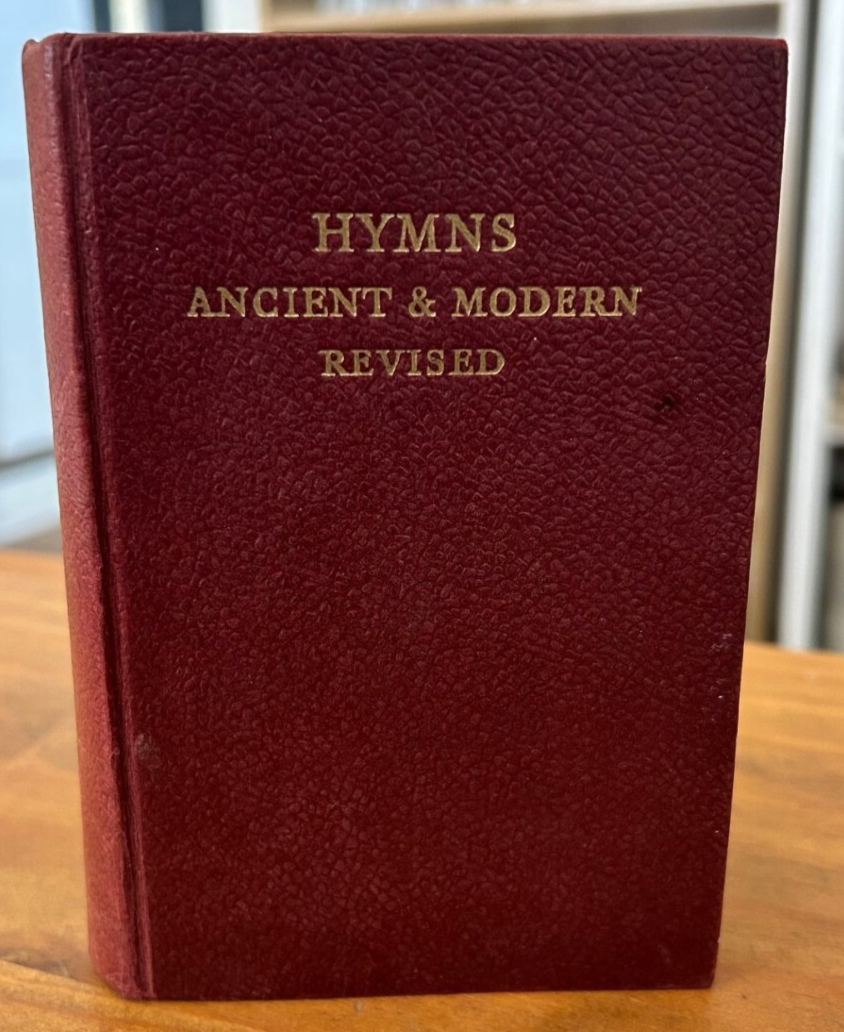 HYMNS
ANCIENT & MODERN
REVISED